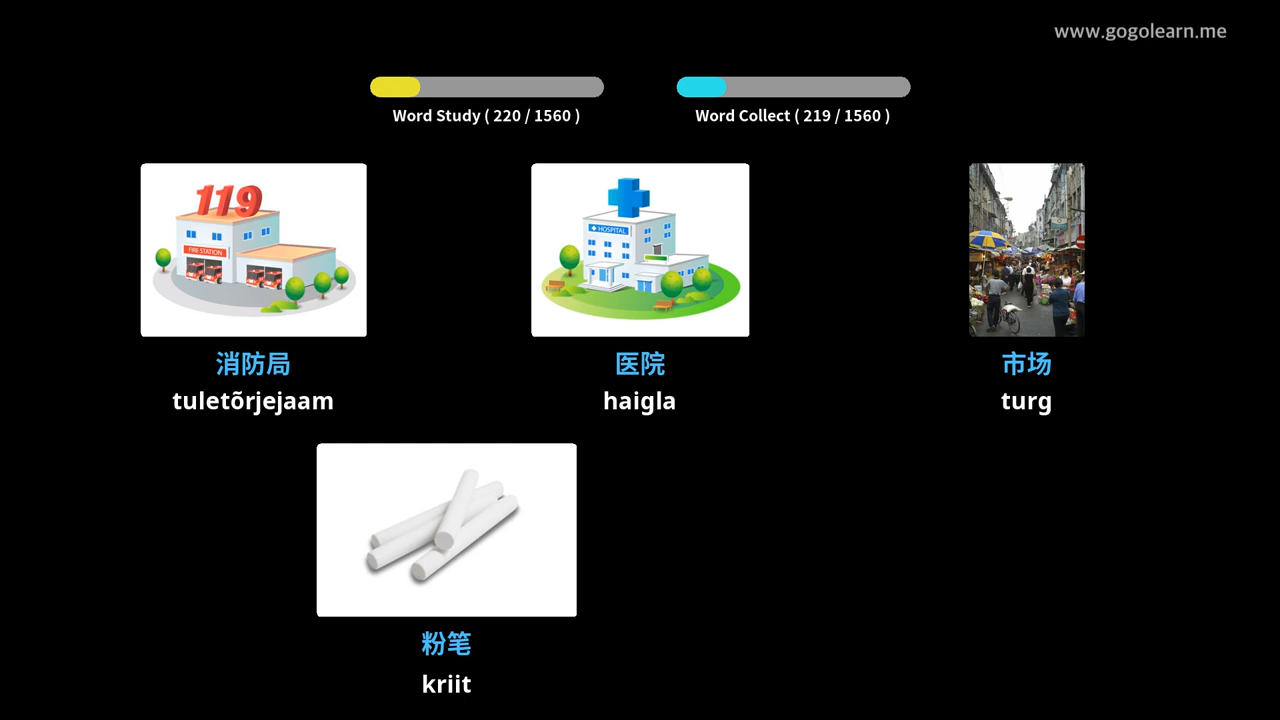 www.gogolearn.me
Word Study ( 220 / 1560 )
Word Collect ( 219 / 1560 )
119
FIRE STATION
HOSPITAL
消防局
医院
市场
tuletõrjejaam
haigla
turg
粉笔
kriit